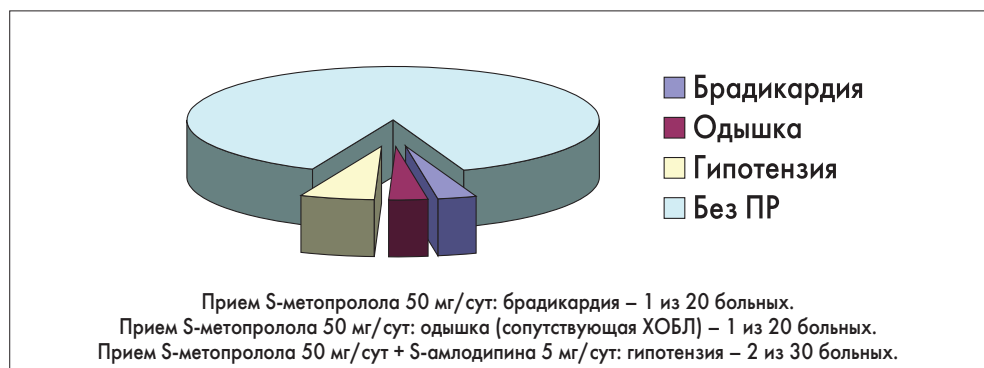 Брадикардия
Одышка
Гипотензия
Без ПР
Прием S-метопролола 50 мг/сут: брадикардия – 1 из 20 больных.
Прием S-метопролола 50 мг/сут: одышка (сопутствующая ХОБЛ) – 1 из 20 больных.
Прием S-метопролола 50 мг/сут + S-амлодипина 5 мг/сут: гипотензия – 2 из 30 больных.